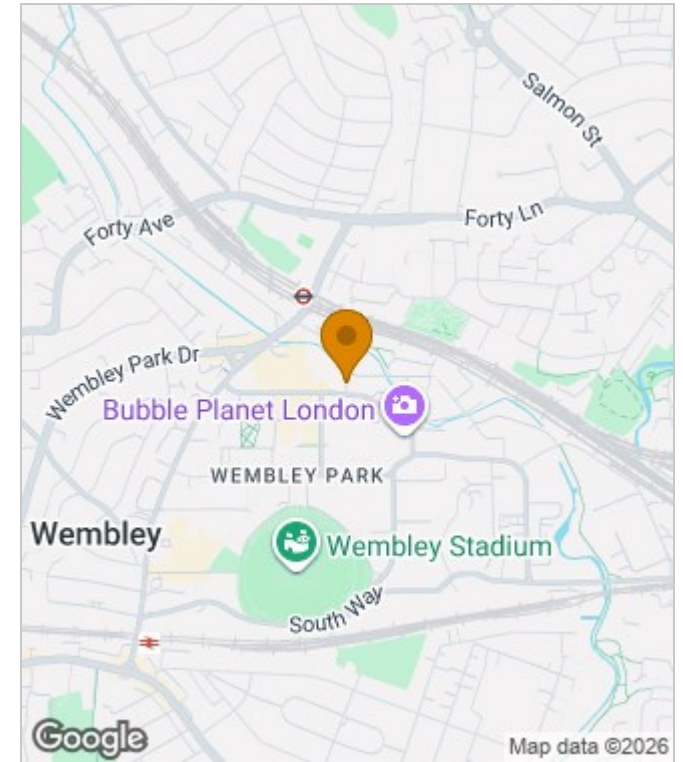 Salmon St
Forty Ave
Forty Ln
Wembley Park Dr
Bubble Planet London
WEMBLEY PARK
Wembley
Wembley Stadium
South Way
Google
Map data ©2026